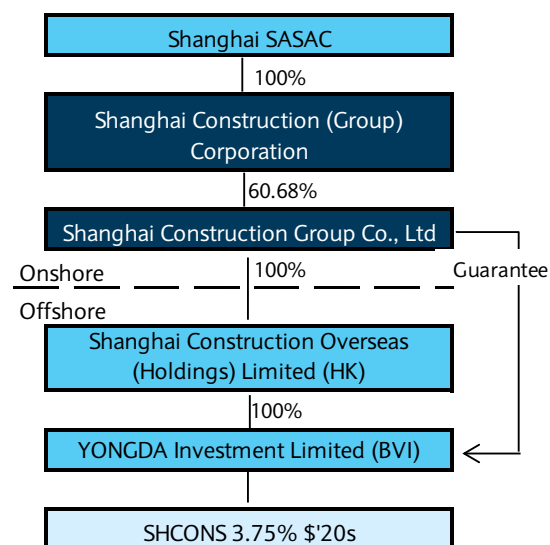 Shanghai SASAC
100%
Shanghai Construction (Group)
Corporation
60.68%
Shanghai Construction Group Co., Ltd
Onshore
100%
Guarantee
Offshore
Shanghai Construction Overseas
(Holdings) Limited (HK)
100%
YONGDA Investment Limited (BVI)
SHCONS 3.75% $'20s